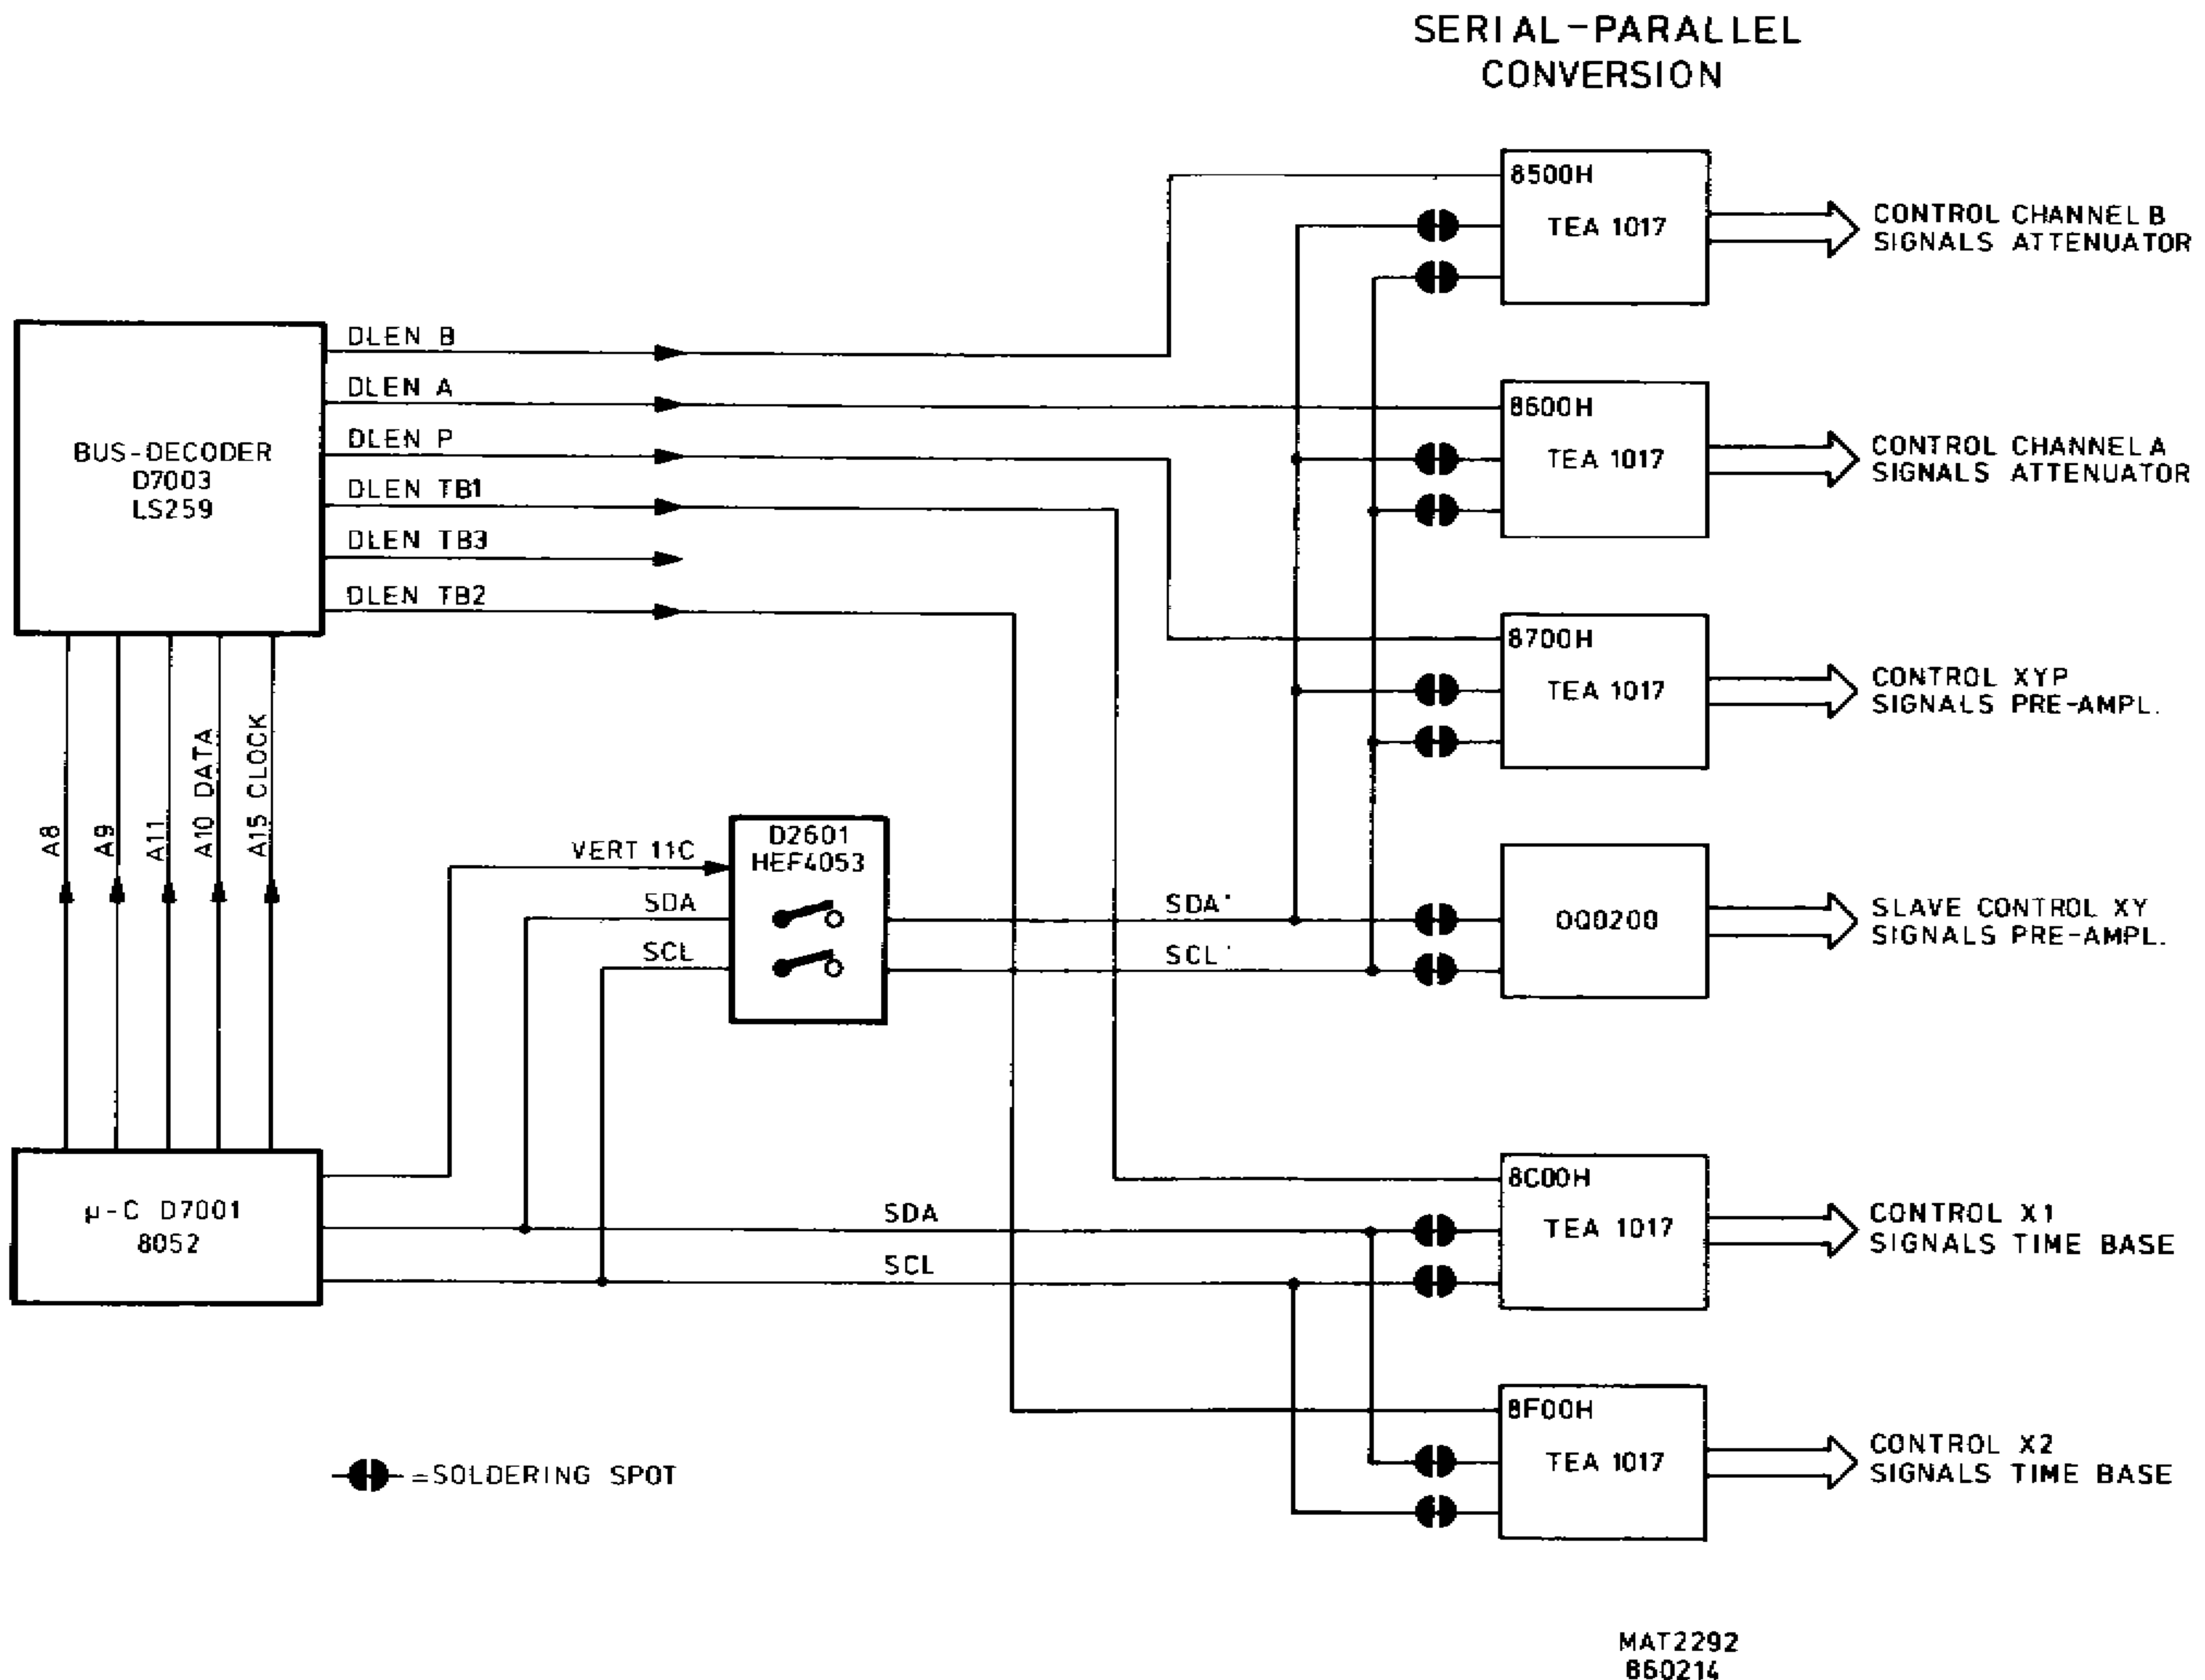 SERIAL-PARALLEL
CONVERSION
8500H
TEA 1017
CONTROL CHANNEL B
SIGNALS ATTENUATOR
DLEN B
DLEN A
DLEN P
DLEN TB1
DLEN TB3
DLEN TB2
BUS-DECODER
D7003
LS259
8600H
TEA 1017
CONTROL CHANNEL A
SIGNALS ATTENUATOR
8700H
TEA 1017
CONTROL XYP
SIGNALS PRE-AMPL.
A8
A9
A11
A10 DATA
A15 CLOCK
VERT 11C
SDA
SCL
D2601
HEF4053
SDA'
SCL'
OQ0200
SLAVE CONTROL XY
SIGNALS PRE-AMPL.
µ-C D7001
8052
SDA
SCL
8C00H
TEA 1017
CONTROL X1
SIGNALS TIME BASE
8F00H
TEA 1017
CONTROL X2
SIGNALS TIME BASE
=SOLDERING SPOT
MAT2292
860214